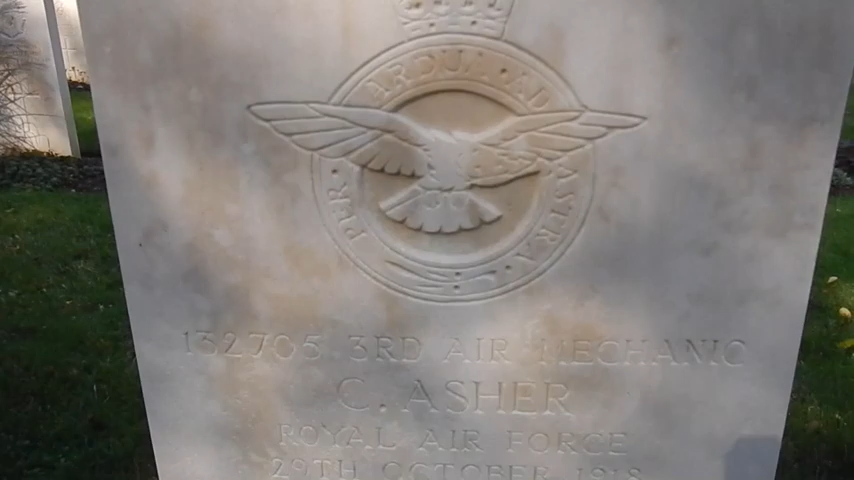 PER · ARDUA · AD · ASTRA
132705 3RD AIR MECHANIC
C. ASHER
ROYAL AIR FORCE
29TH OCTOBER 1918